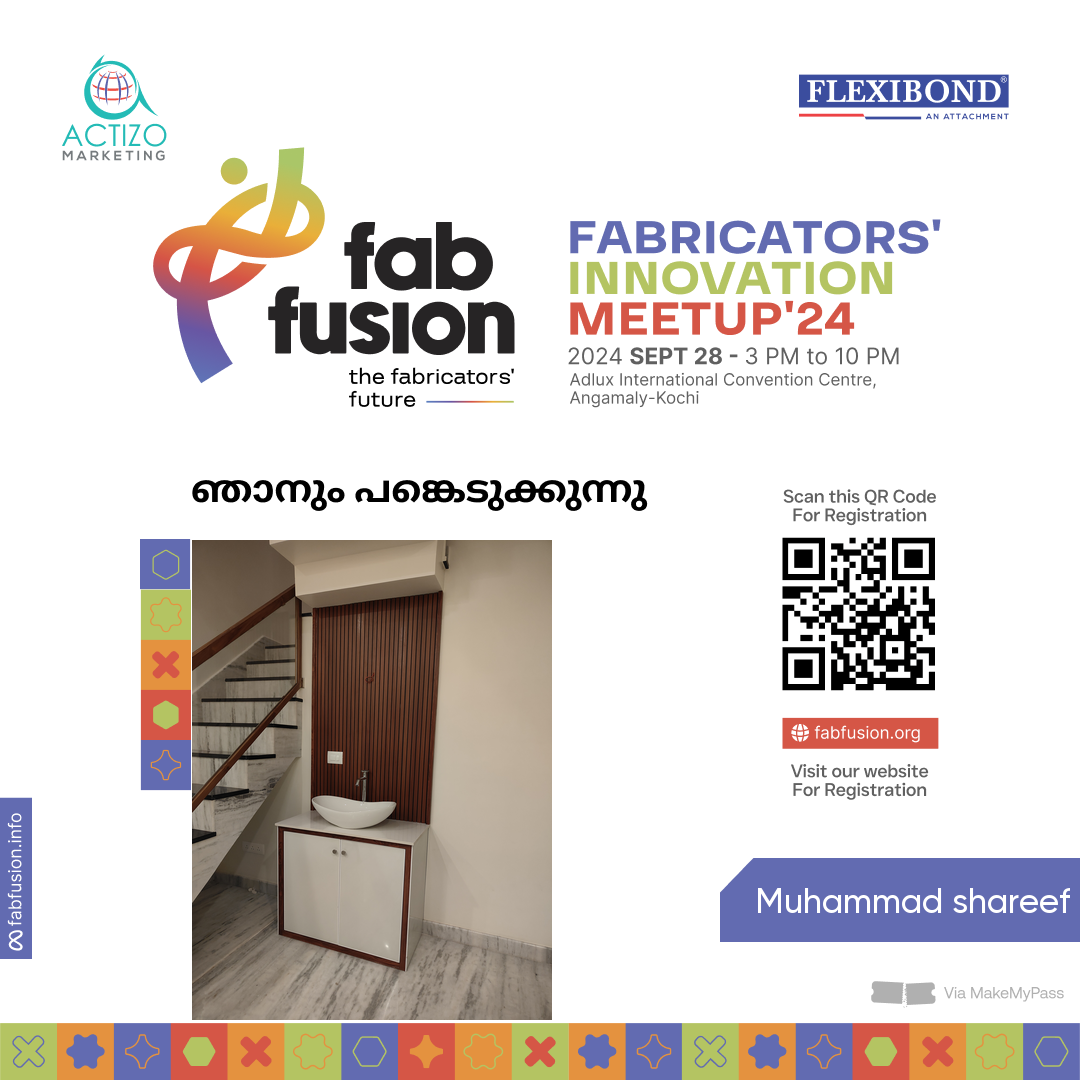 ACTIZO
MARKETING
FLEXIBOND®
AN ATTACHMENT
fab
fusion
the fabricators'
future
FABRICATORS'
INNOVATION
MEETUP'24
2024 SEPT 28 - 3 PM to 10 PM
Adlux International Convention Centre,
Angamaly-Kochi
ഞാനും പങ്കെടുക്കുന്നു
Scan this QR Code
For Registration
fabfusion.org
Visit our website
For Registration
fabfusion.info
Muhammad shareef
Via MakeMyPass